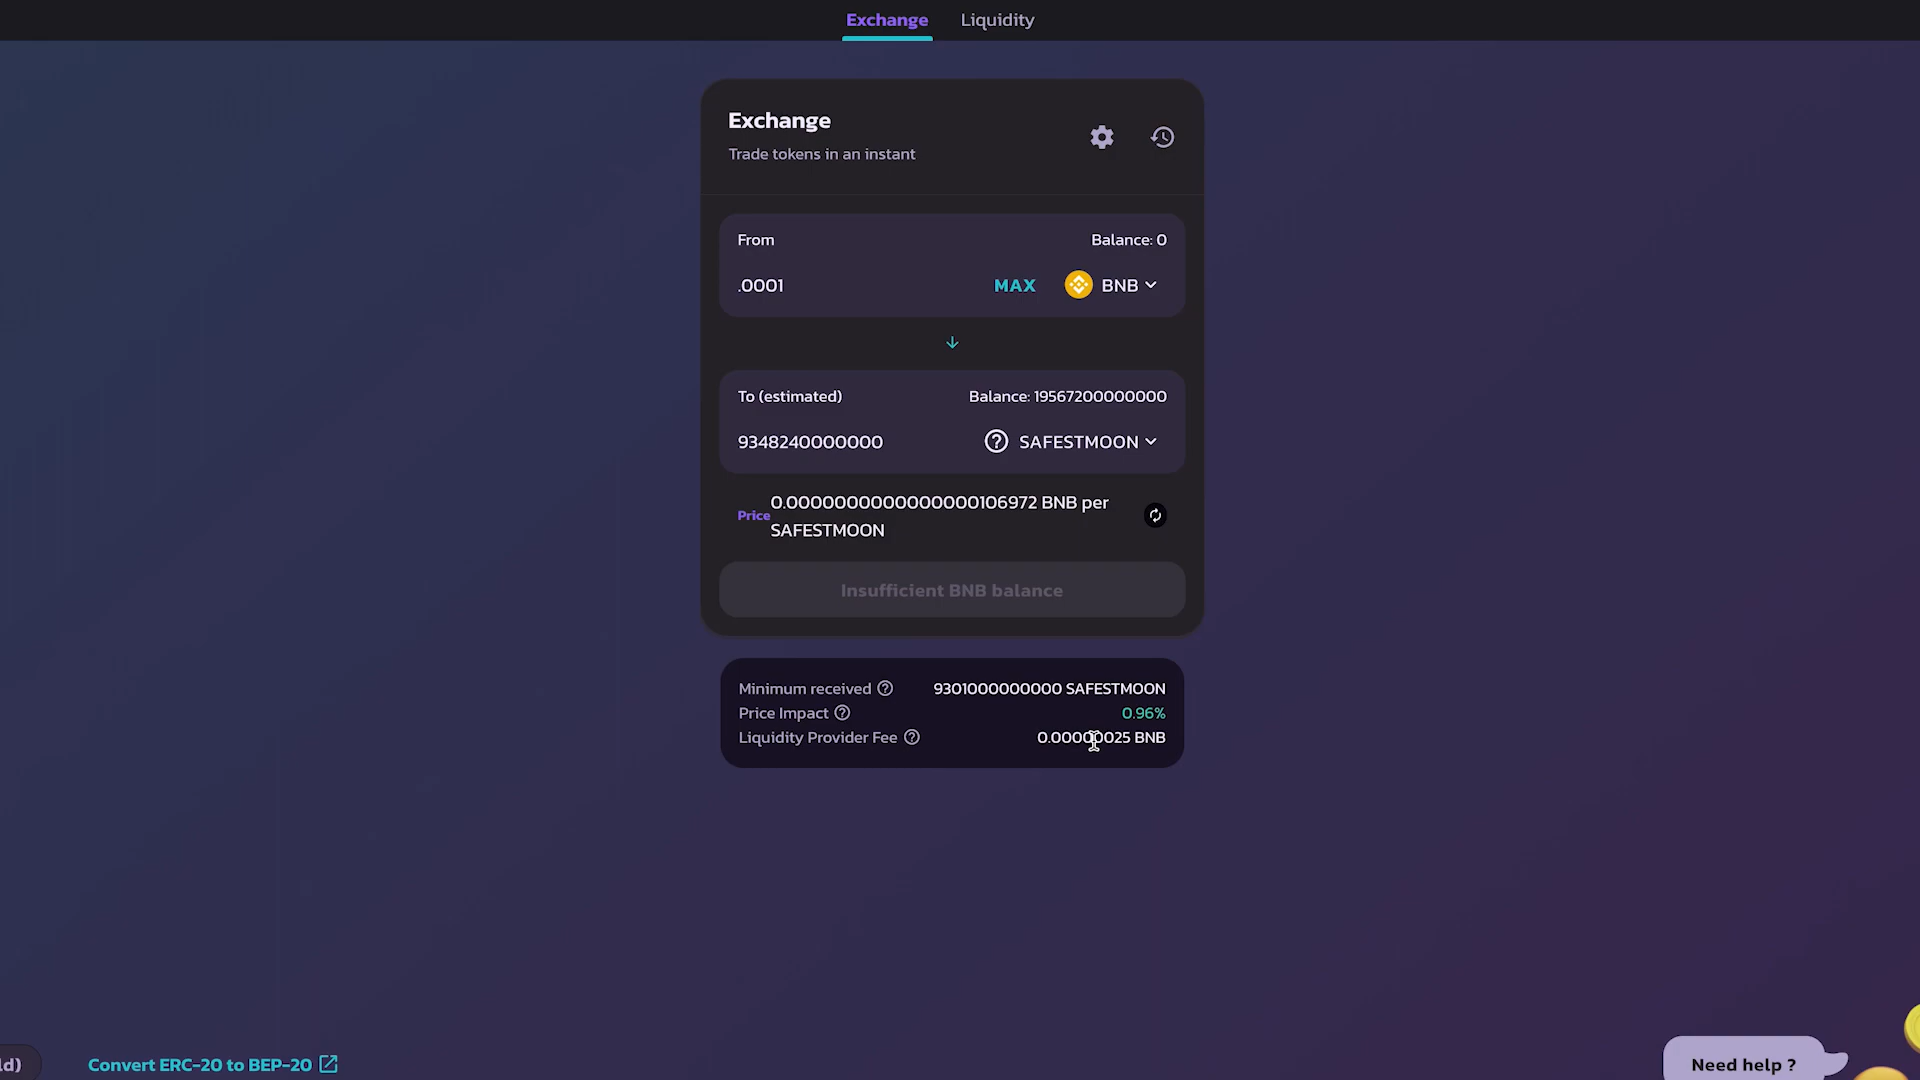 Exchange Liquidity
Exchange
Trade tokens in an instant
From Balance: 0
.0001 MAX BNB
To (estimated) Balance: 19567200000000
9348240000000 SAFESTMOON
Price 0.0000000000000000106972 BNB per
SAFESTMOON
Insufficient BNB balance
Minimum received 9301000000000 SAFESTMOON
Price Impact 0.96%
Liquidity Provider Fee 0.00000025 BNB
ld) Convert ERC-20 to BEP-20 Need help ?